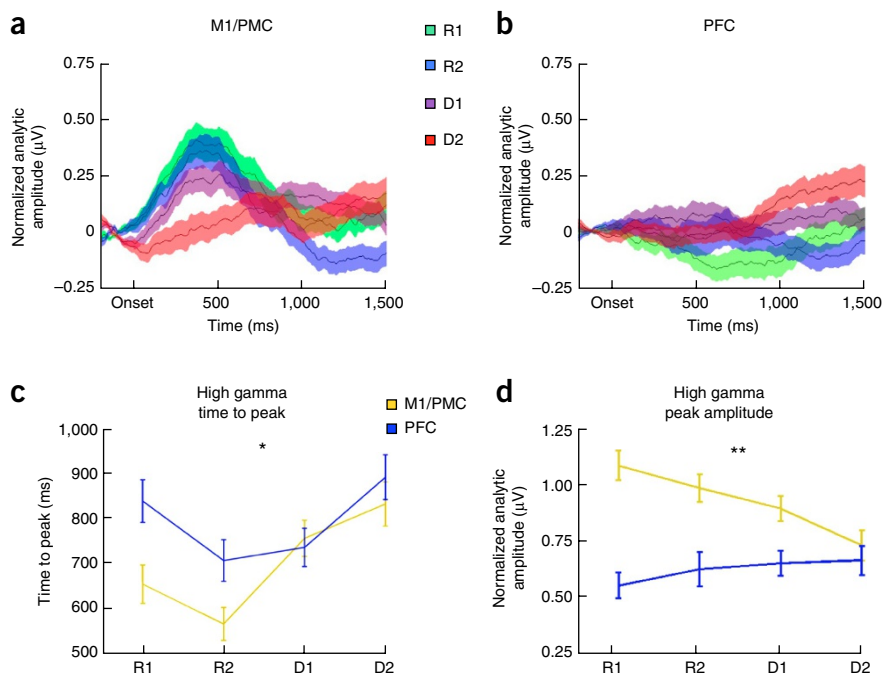 a
M1/PMC
Normalized analytic
amplitude (μV)
0.75
0.50
0.25
0
–0.25
Onset
500
1,000
1,500
Time (ms)
R1
R2
D1
D2
b
PFC
Normalized analytic
amplitude (μV)
0.75
0.50
0.25
0
–0.25
Onset
500
1,000
1,500
Time (ms)
c
High gamma
time to peak
M1/PMC
PFC
*
Time to peak (ms)
1,000
900
800
700
600
500
R1
R2
D1
D2
d
High gamma
peak amplitude
**
Normalized analytic
amplitude (μV)
1.25
1.00
0.75
0.50
0.25
R1
R2
D1
D2